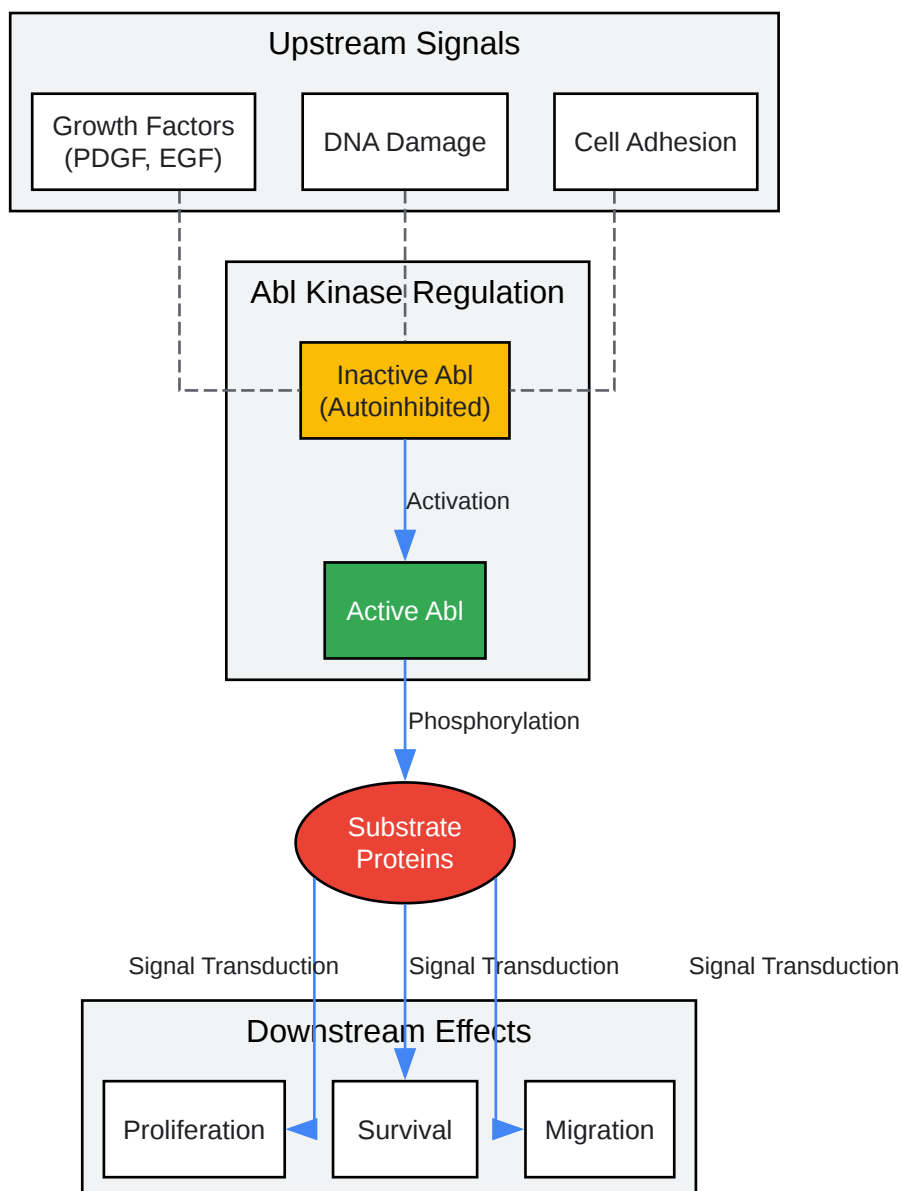 Upstream Signals
Growth Factors
(PDGF, EGF)
DNA Damage
Cell Adhesion
Abl Kinase Regulation
Inactive Abl
(Autoinhibited)
Activation
Active Abl
Phosphorylation
Substrate
Proteins
Signal Transduction
Signal Transduction
Signal Transduction
Downstream Effects
Proliferation
Survival
Migration